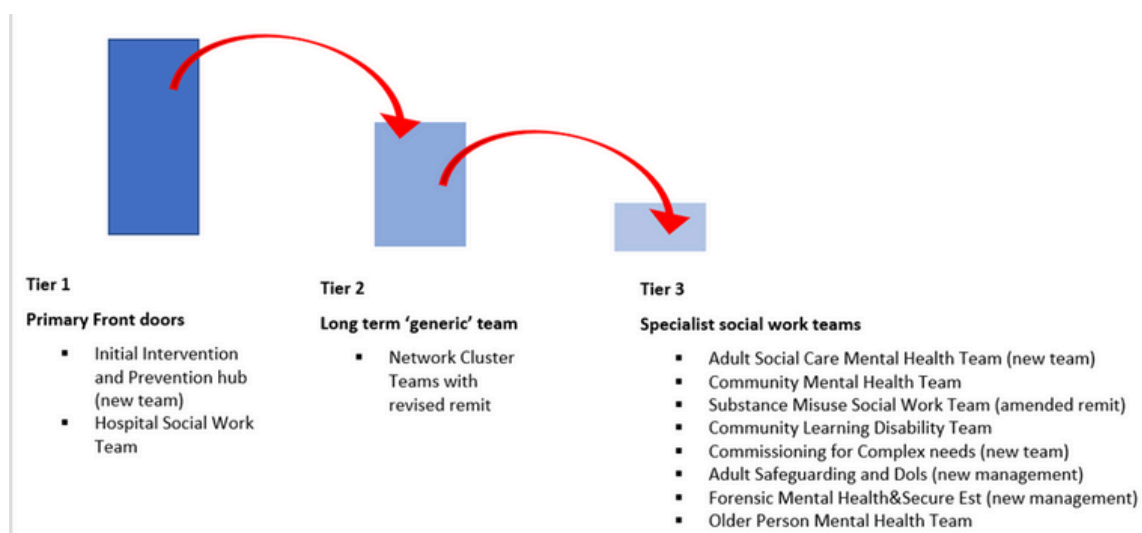 Tier 1
Primary Front doors
▪ Initial Intervention
and Prevention hub
(new team)
▪ Hospital Social Work
Team
Tier 2
Long term ‘generic’ team
▪ Network Cluster
Teams with
revised remit
Tier 3
Specialist social work teams
▪ Adult Social Care Mental Health Team (new team)
▪ Community Mental Health Team
▪ Substance Misuse Social Work Team (amended remit)
▪ Community Learning Disability Team
▪ Commissioning for Complex needs (new team)
▪ Adult Safeguarding and Dols (new management)
▪ Forensic Mental Health&Secure Est (new management)
▪ Older Person Mental Health Team